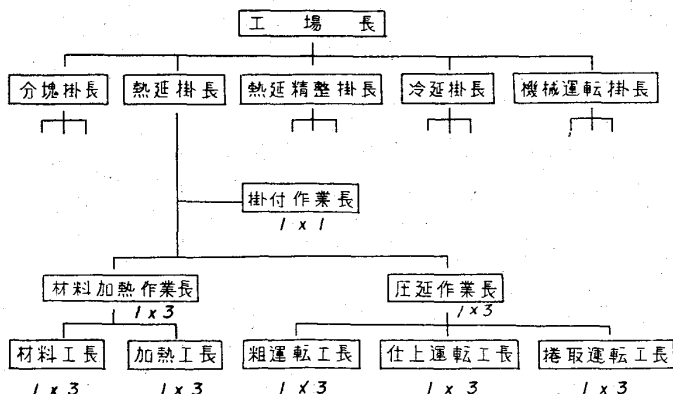 工場長
分塊掛長 熱延掛長 熱延精整掛長 冷延掛長 機械運転掛長
掛付作業長
1×1
材料加熱作業長 圧延作業長
1×3 1×3
材料工長 加熱工長 粗運転工長 仕上運転工長 捲取運転工長
1×3 1×3 1×3 1×3 1×3